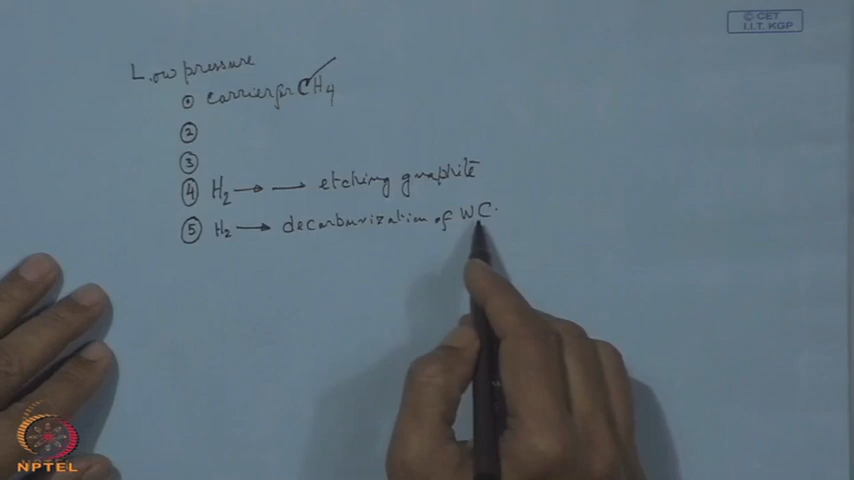 © CET
I.I.T. KGP
Low pressure
① carrier for CH4
②
③
④ H2 → → etching graphite
⑤ H2 → decarburization of WC.
NPTEL